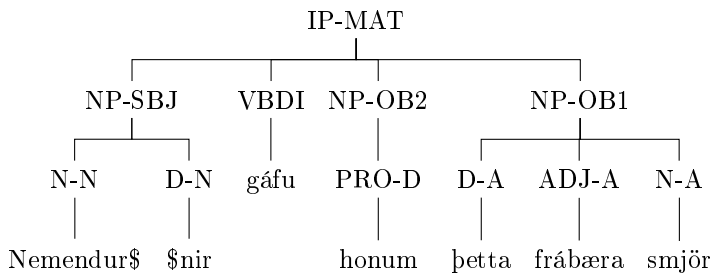 IP-MAT
NP-SBJ VBDI NP-OB2 NP-OB1
N-N D-N gáfu PRO-D D-A ADJ-A N-A
Nemendur$ $nir honum þetta frábæra smjör